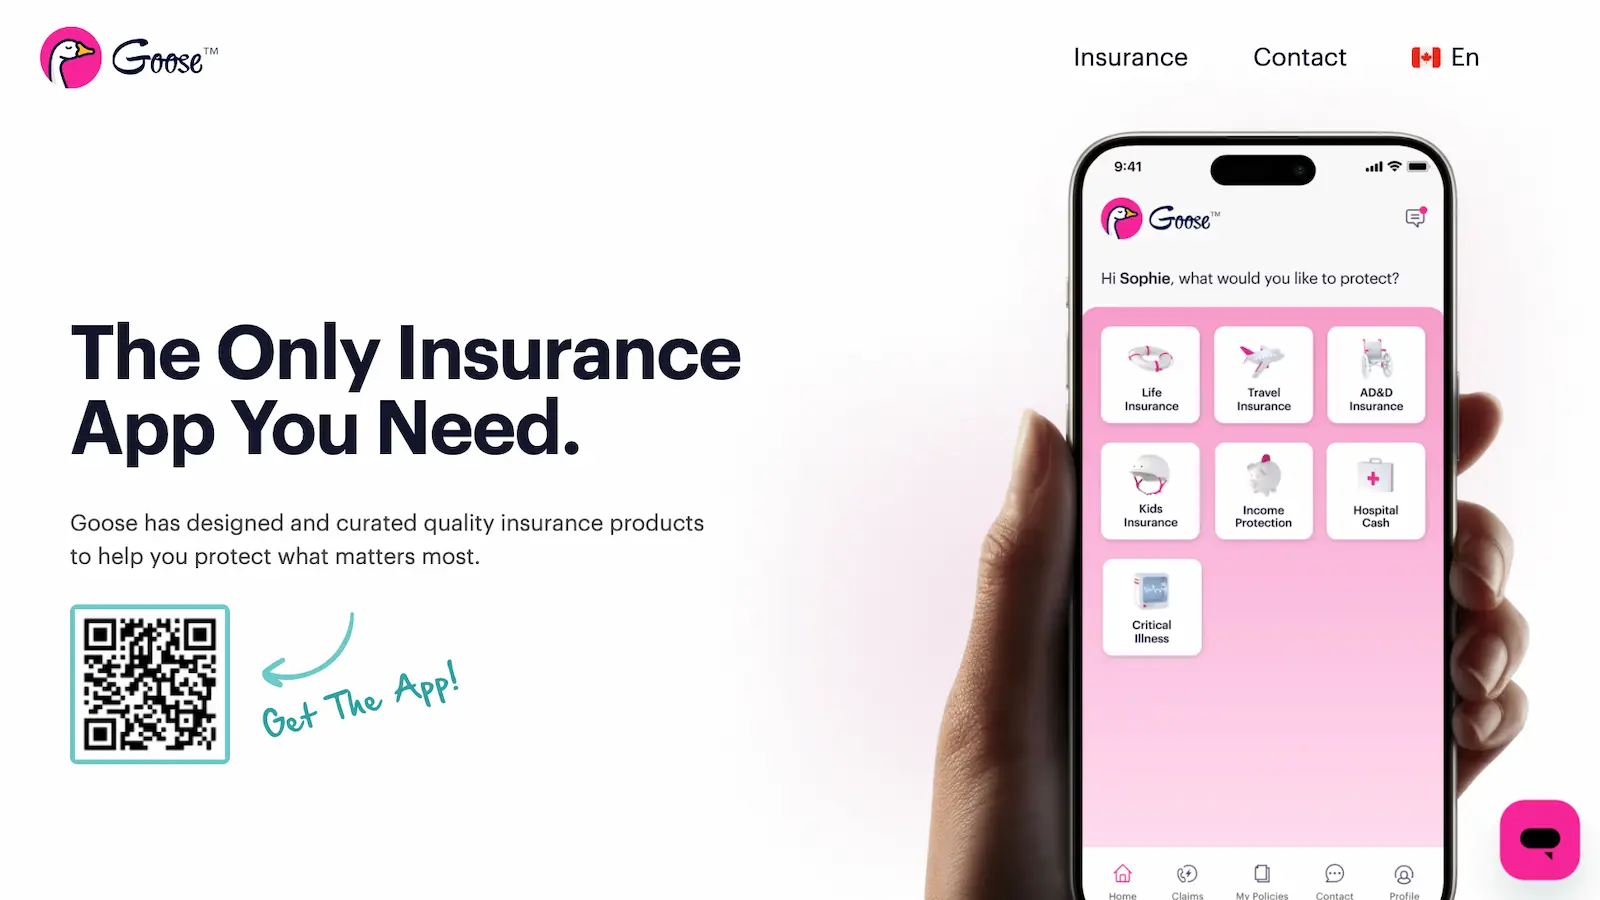 Goose™
Insurance
Contact
En
9:41
Goose™
Hi Sophie, what would you like to protect?
Life
Insurance
Travel
Insurance
AD&D
Insurance
Kids
Insurance
Income
Protection
Hospital
Cash
Critical
Illness
Home
Claims
My Policies
Contact
Profile
The Only Insurance
App You Need.
Goose has designed and curated quality insurance products
to help you protect what matters most.
Get The App!